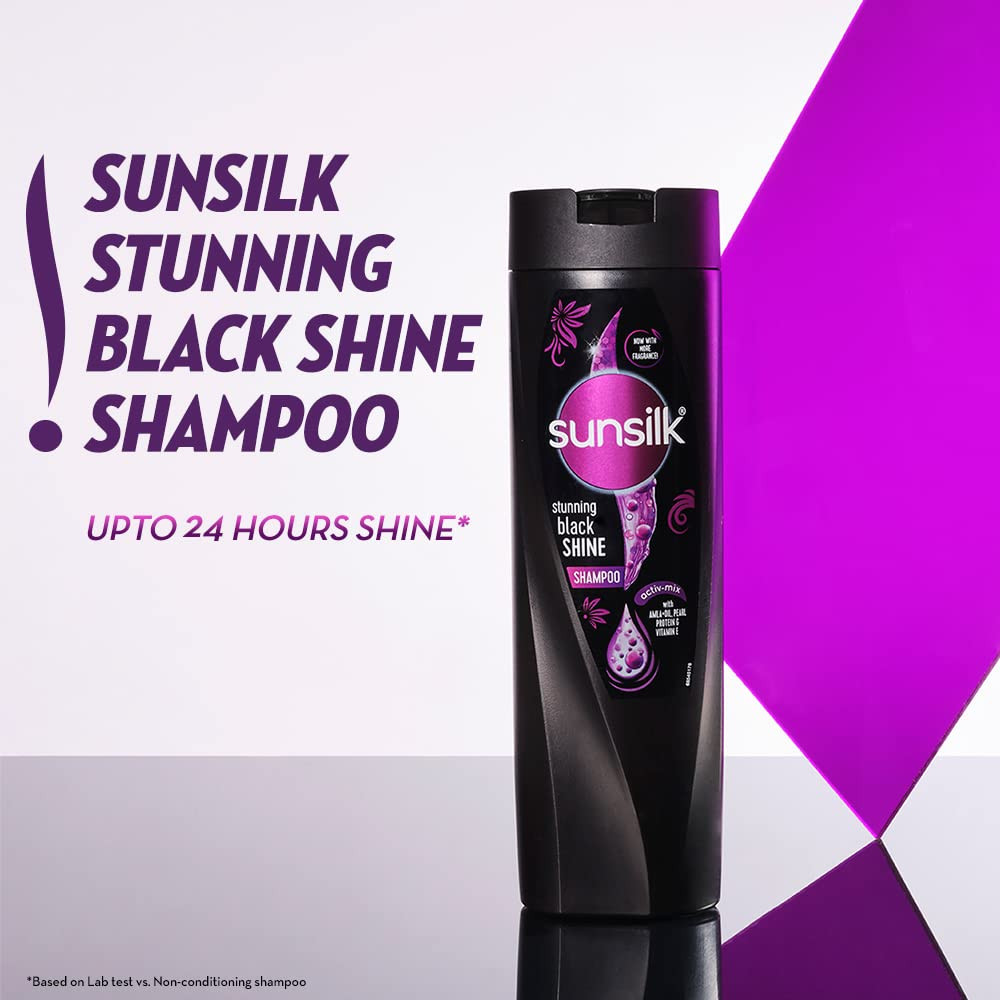 SUNSILK
STUNNING
BLACK SHINE
SHAMPOO
UPTO 24 HOURS SHINE*
NOW WITH
MORE
FRAGRANCE!
sunsilk®
stunning
black
SHINE
SHAMPOO
activ-mix
with
AMLA+OIL, PEARL
PROTEIN &
VITAMIN E
*Based on Lab test vs. Non-conditioning shampoo